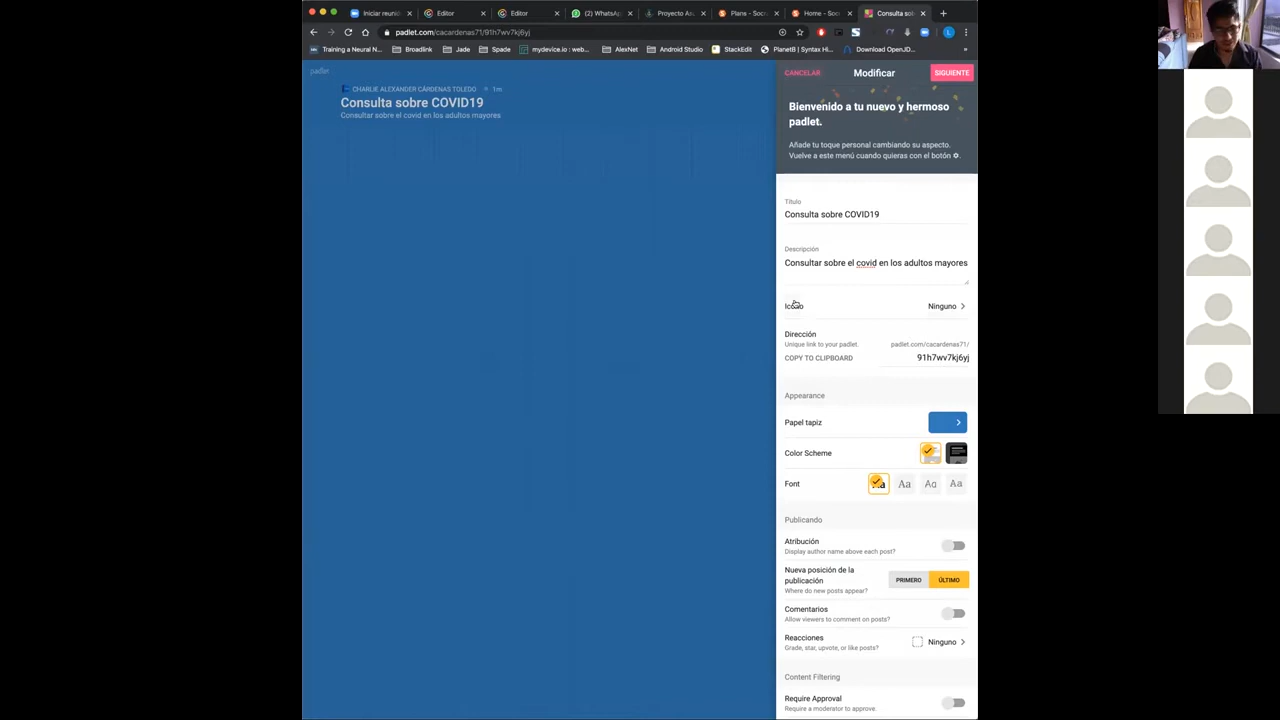 Iniciar reunió
Editor
Editor
(2) WhatsAp
Proyecto Asu
Plans - Socra
Home - Socr
Consulta sob
padlet.com/cacardenas71/91h7wv7kj6yj
Training a Neural N...
Broadlink
Jade
Spade
mydevice.io : web...
AlexNet
Android Studio
StackEdit
PlanetB | Syntax Hi...
Download OpenJD...
»
padlet
CHARLIE ALEXANDER CÁRDENAS TOLEDO 1m
Consulta sobre COVID19
Consultar sobre el covid en los adultos mayores
CANCELAR
Modificar
SIGUIENTE
Bienvenido a tu nuevo y hermoso
padlet.
Añade tu toque personal cambiando su aspecto.
Vuelve a este menú cuando quieras con el botón
Título
Consulta sobre COVID19
Descripción
Consultar sobre el covid en los adultos mayores
Icono
Ninguno
Dirección
Unique link to your padlet.
padlet.com/cacardenas71/
COPY TO CLIPBOARD
91h7wv7kj6yj
Appearance
Papel tapiz
Color Scheme
Font
Aa Aa Aa Aa
Publicando
Atribución
Display author name above each post?
Nueva posición de la
publicación
Where do new posts appear?
PRIMERO
ÚLTIMO
Comentarios
Allow viewers to comment on posts?
Reacciones
Grade, star, upvote, or like posts?
Ninguno
Content Filtering
Require Approval
Require a moderator to approve.